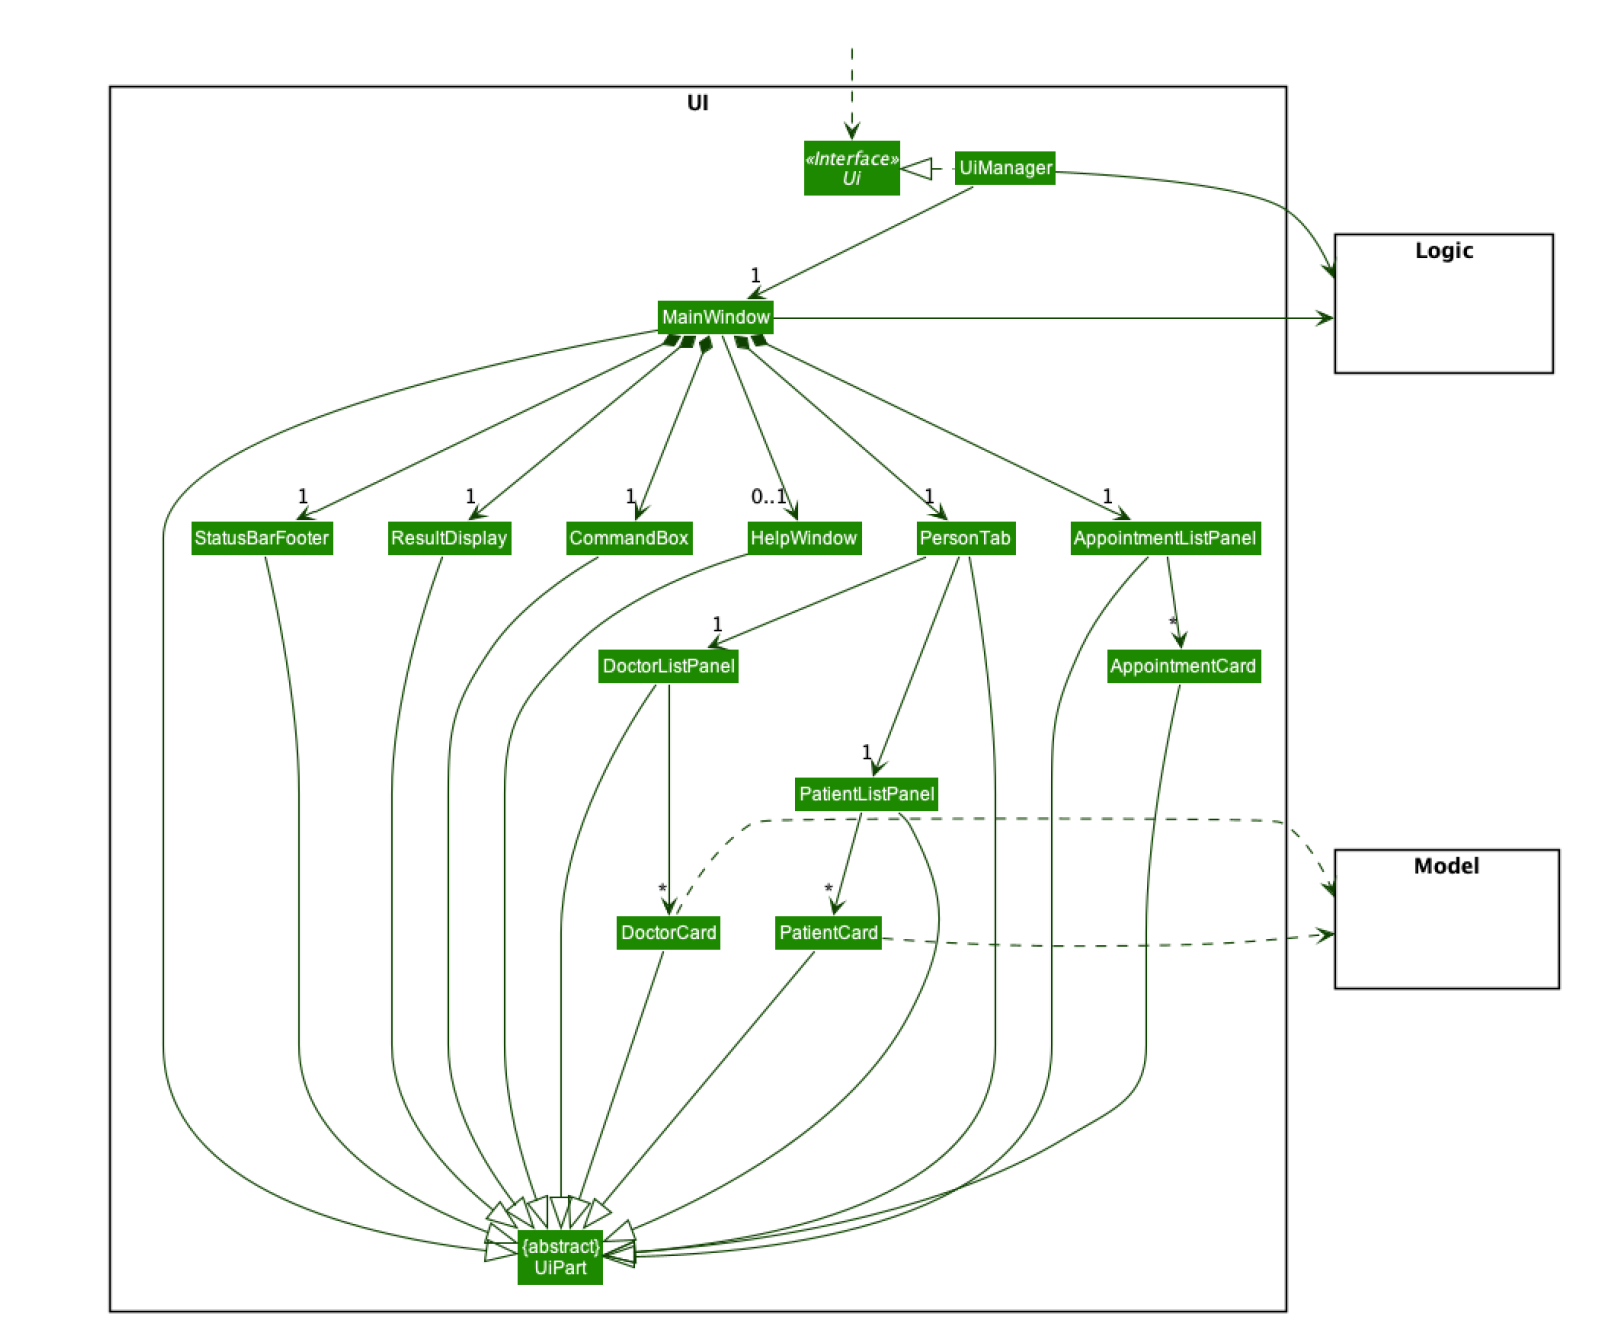 UI
«Interface»
Ui
UiManager
Logic
1
MainWindow
1
1
1
0..1
1
1
StatusBarFooter
ResultDisplay
CommandBox
HelpWindow
PersonTab
AppointmentListPanel
1
*
DoctorListPanel
AppointmentCard
1
PatientListPanel
Model
*
*
DoctorCard
PatientCard
{abstract}
UiPart